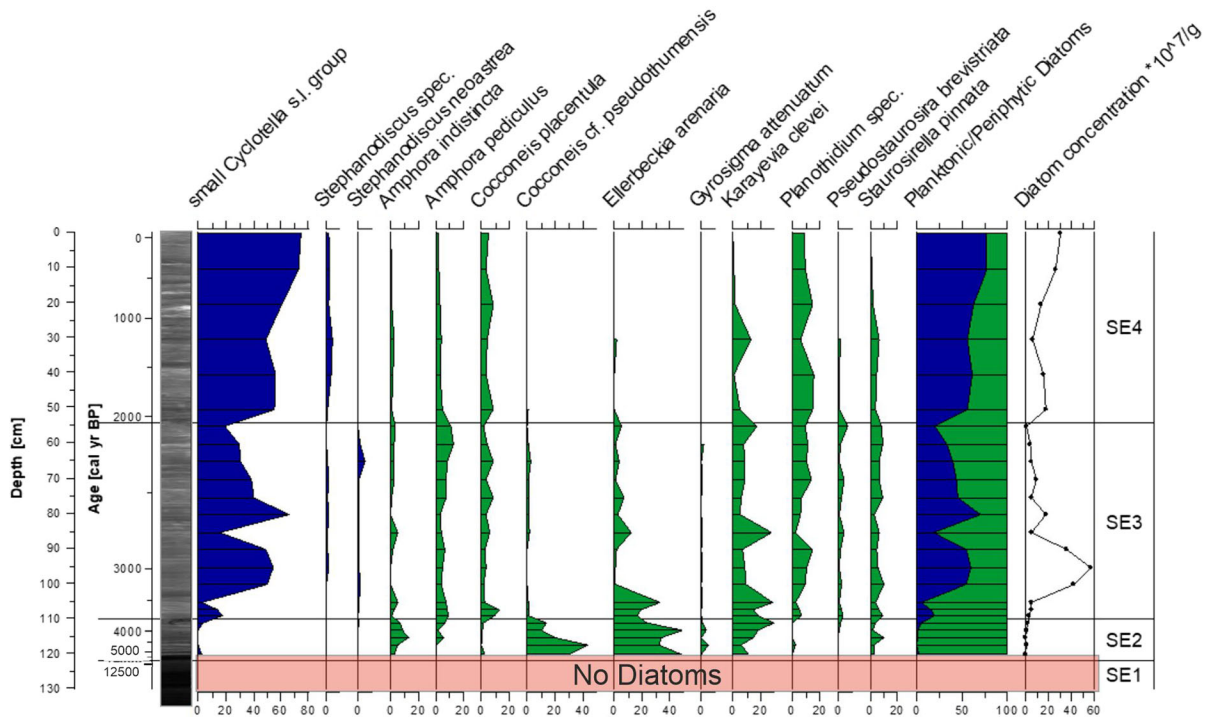 small Cyclotella s.l. group
Stephanodiscus spec.
Stephanodiscus neoastrea
Amphora indistincta
Amphora pediculus
Cocconeis placentula
Cocconeis cf. pseudothumensis
Ellerbeckia arenaria
Gyrosigma attenuatum
Karayevia clevei
Planothidium spec.
Pseudostaurosira brevistriata
Staurosirella pinnata
Planktonic/Periphytic Diatoms
Diatom concentration *10^7/g
Depth [cm]
0
10
20
30
40
50
60
70
80
90
100
110
120
130
Age [cal yr BP]
0
1000
2000
3000
4000
5000
12500
SE4
SE3
SE2
SE1
No Diatoms
0 20 40 60 80 0 0 0 20 0 20 0 20 0 20 40 0 20 40 0 0 20 0 20 0 0 20 0 50 100 0 20 40 60